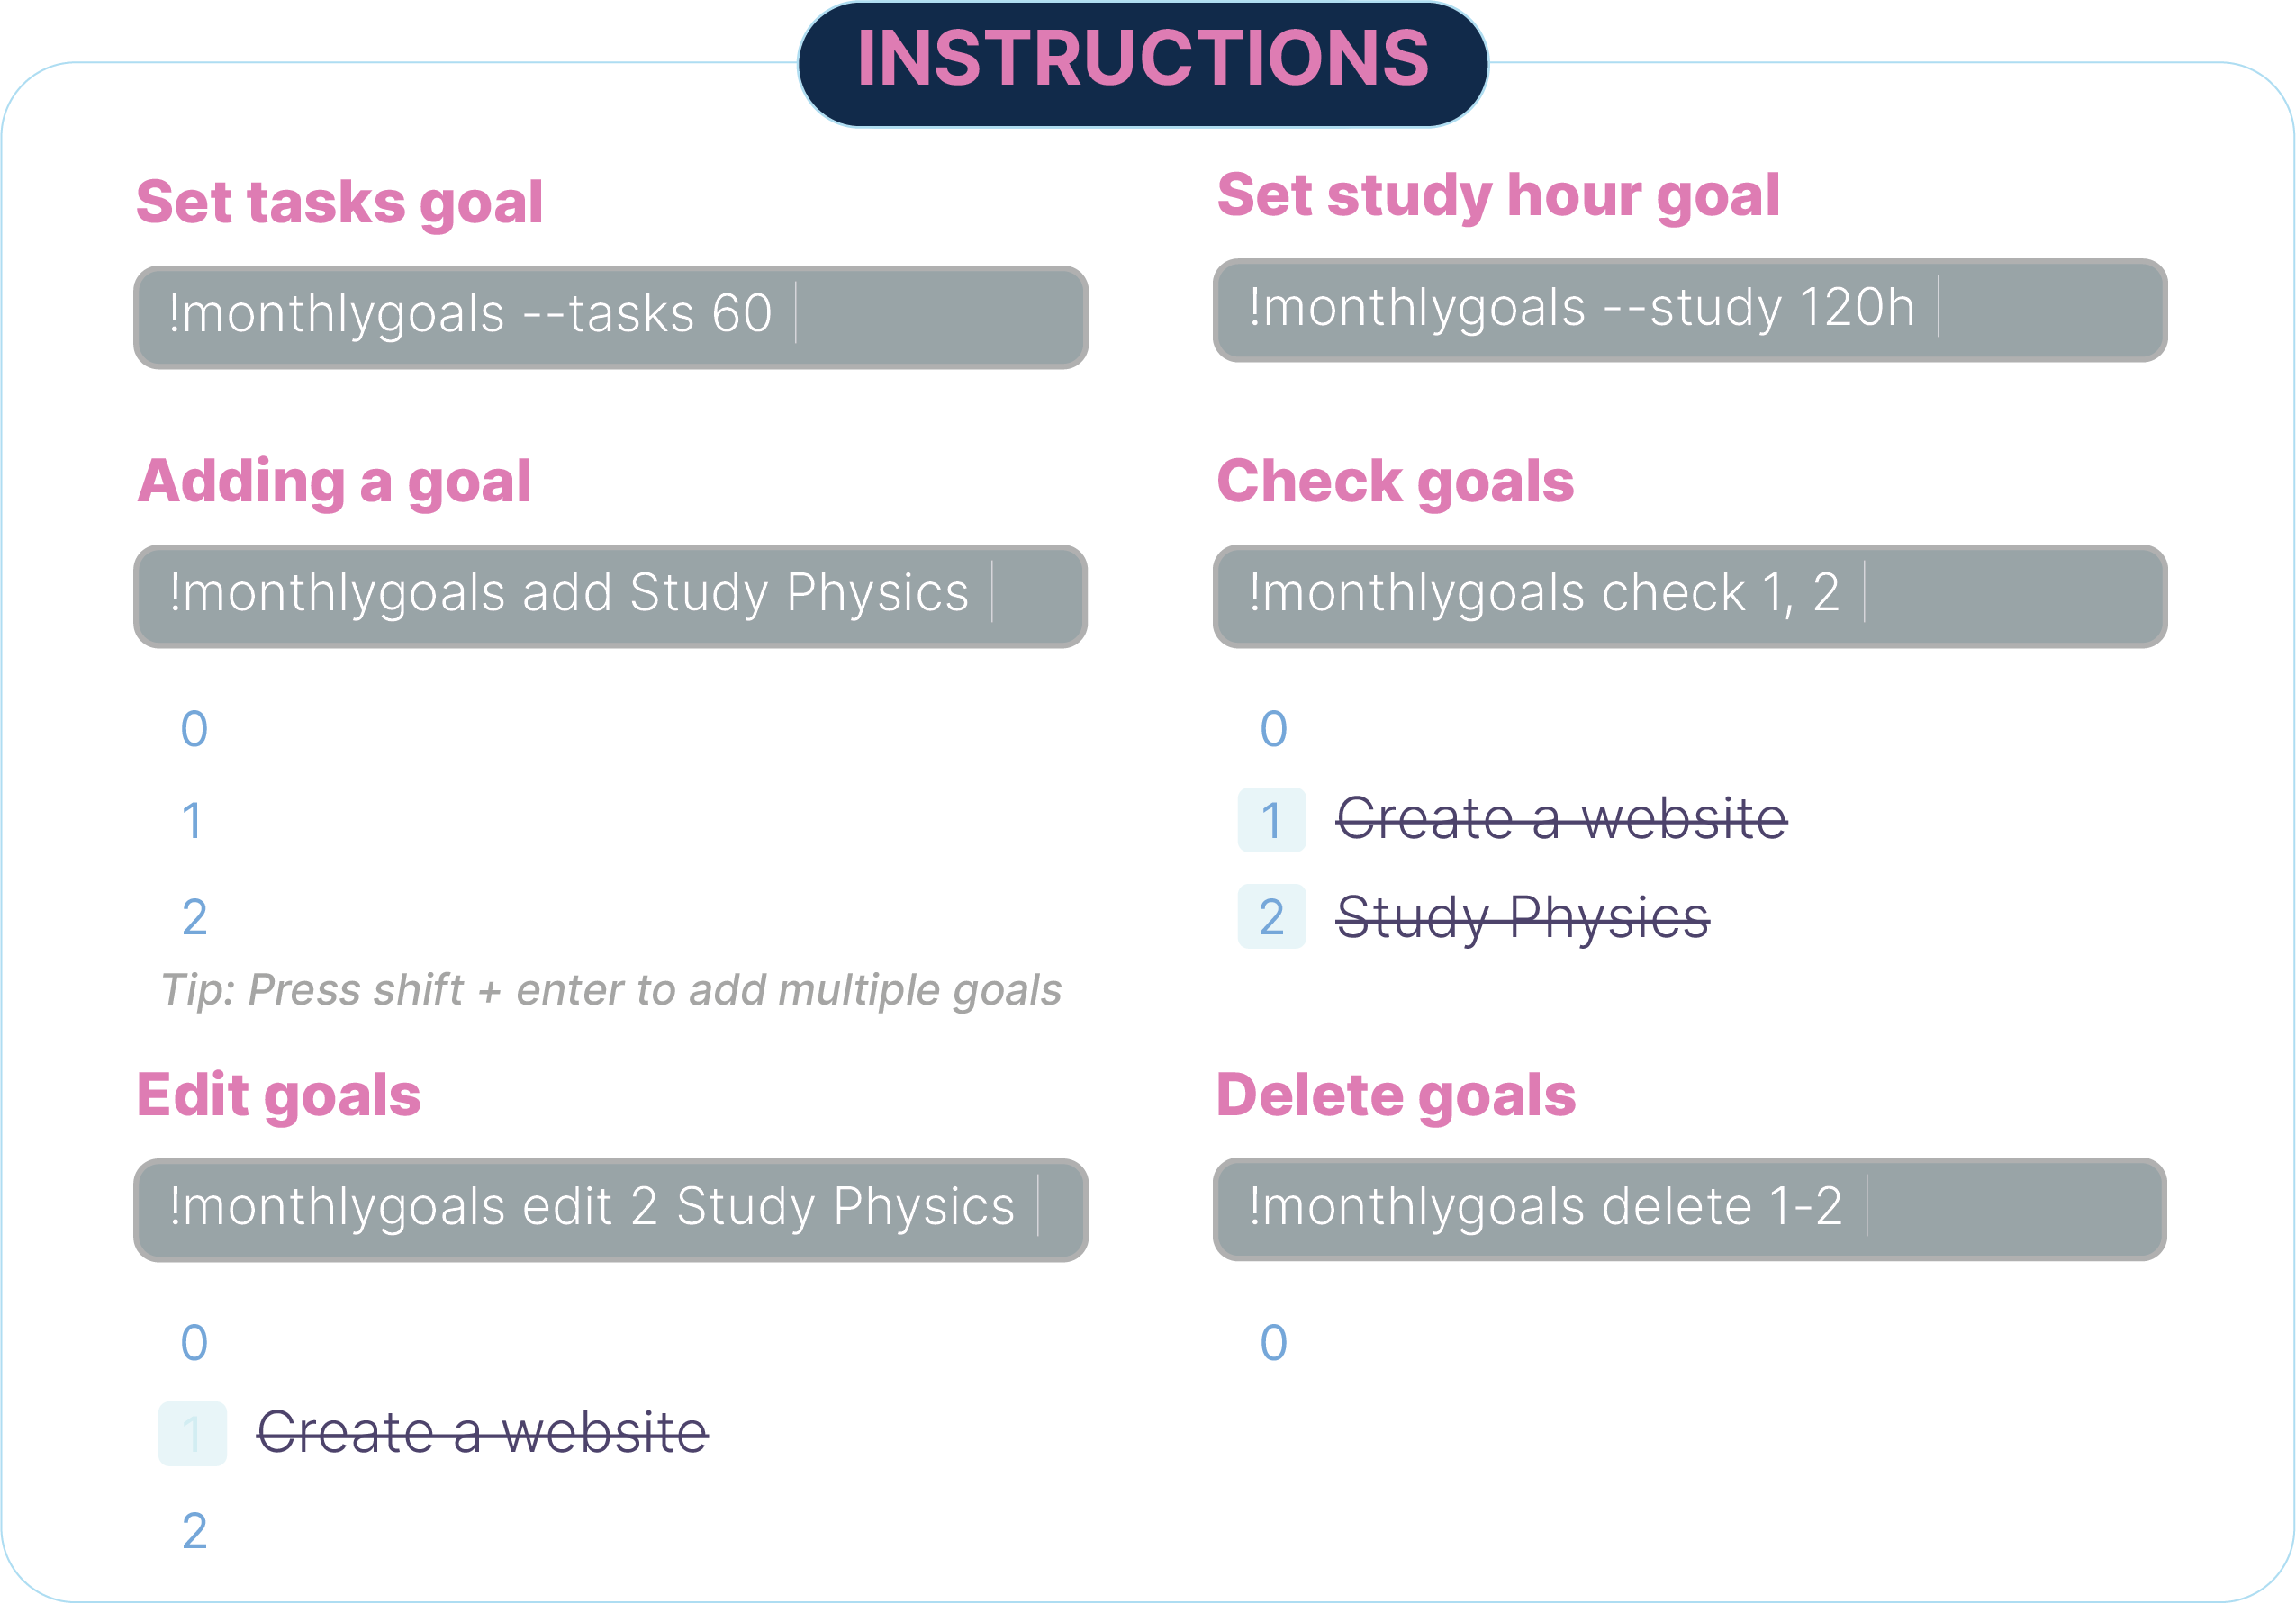 INSTRUCTIONS
Set tasks goal
!monthlygoals --tasks 60
Set study hour goal
!monthlygoals --study 120h
Adding a goal
!monthlygoals add Study Physics
0
1
2
Tip: Press shift + enter to add multiple goals
Check goals
!monthlygoals check 1, 2
0
1 Create a website
2 Study Physics
Edit goals
!monthlygoals edit 2 Study Physics
0
1 Create a website
2
Delete goals
!monthlygoals delete 1-2
0